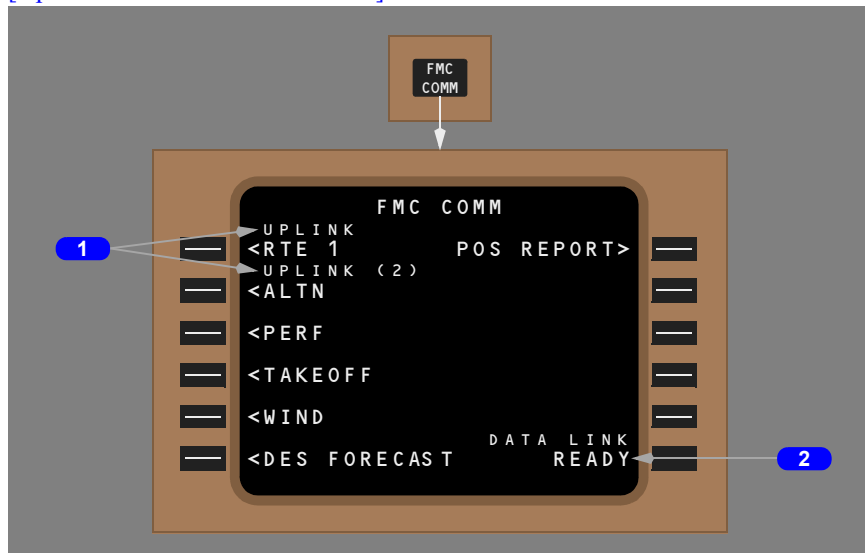 FMC
COMM
FMC COMM
UPLINK
<RTE 1 POS REPORT>
UPLINK (2)
<ALTN
<PERF
<TAKEOFF
<WIND
DATA LINK
<DES FORECAST READY
1
2